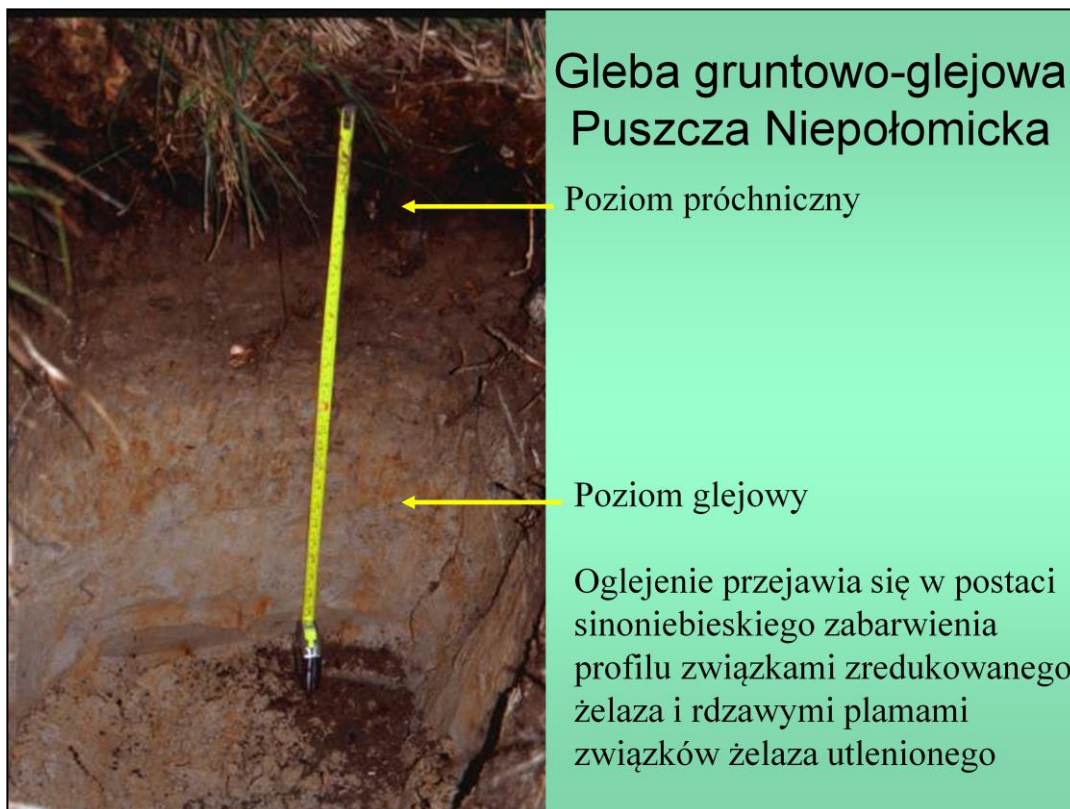 Gleba gruntowo-glejowa
Puszcza Niepołomicka
Poziom próchniczny
Poziom glejowy
Oglejenie przejawia się w postaci
sinoniebieskiego zabarwienia
profilu związkami zredukowanego
żelaza i rdzawymi plamami
związków żelaza utlenionego